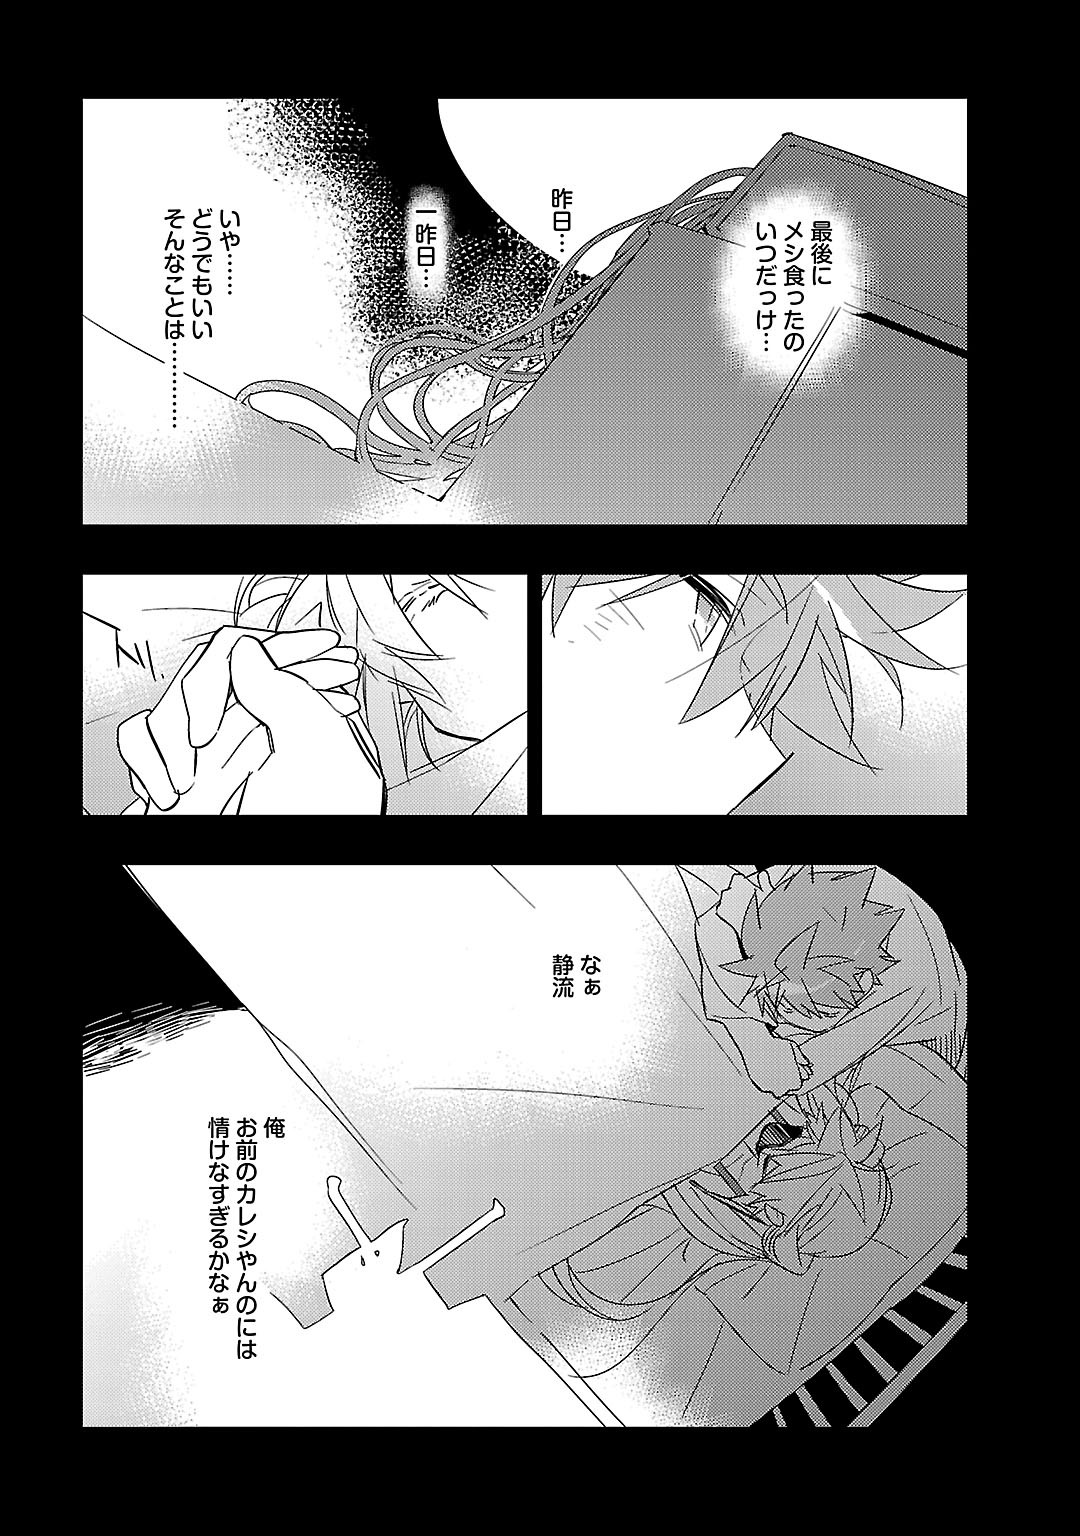 最後に
メシ食ったの
いつだっけ…
昨日…
一昨日…
いや……
どうでもいい
そんなことは…………
なぁ
静流
俺
お前のカレシやんのには
情けなすぎるかなぁ